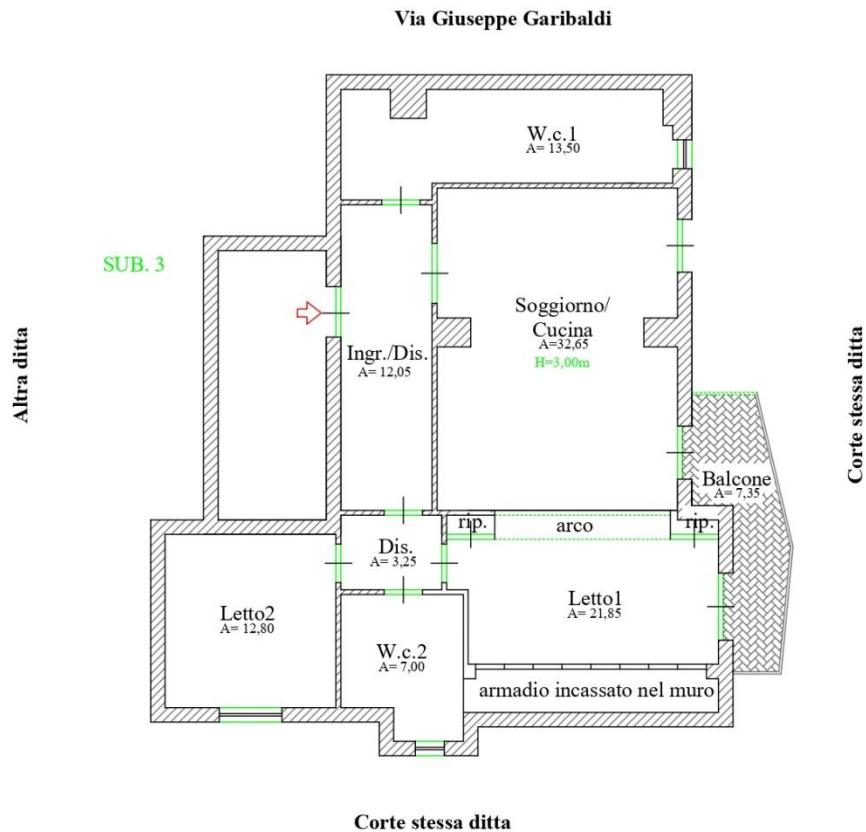 Via Giuseppe Garibaldi
W.c.1
A= 13,50
SUB. 3
Soggiorno/
Cucina
A=32,65
H=3,00m
Ingr./Dis.
A= 12,05
Altra ditta
Corte stessa ditta
Balcone
A= 7,35
rip.
arco
rip.
Dis.
A= 3,25
Letto2
A= 12,80
Letto1
A= 21,85
W.c.2
A= 7,00
armadio incassato nel muro
Corte stessa ditta